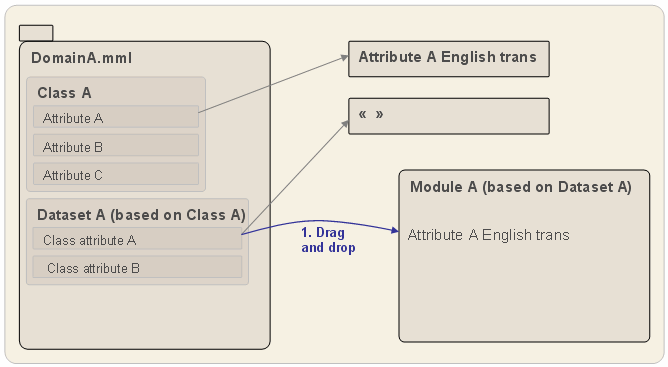 DomainA.mml
Class A
Attribute A
Attribute B
Attribute C
Dataset A (based on Class A)
Class attribute A
Class attribute B
Attribute A English trans
« »
1. Drag
and drop
Module A (based on Dataset A)
Attribute A English trans